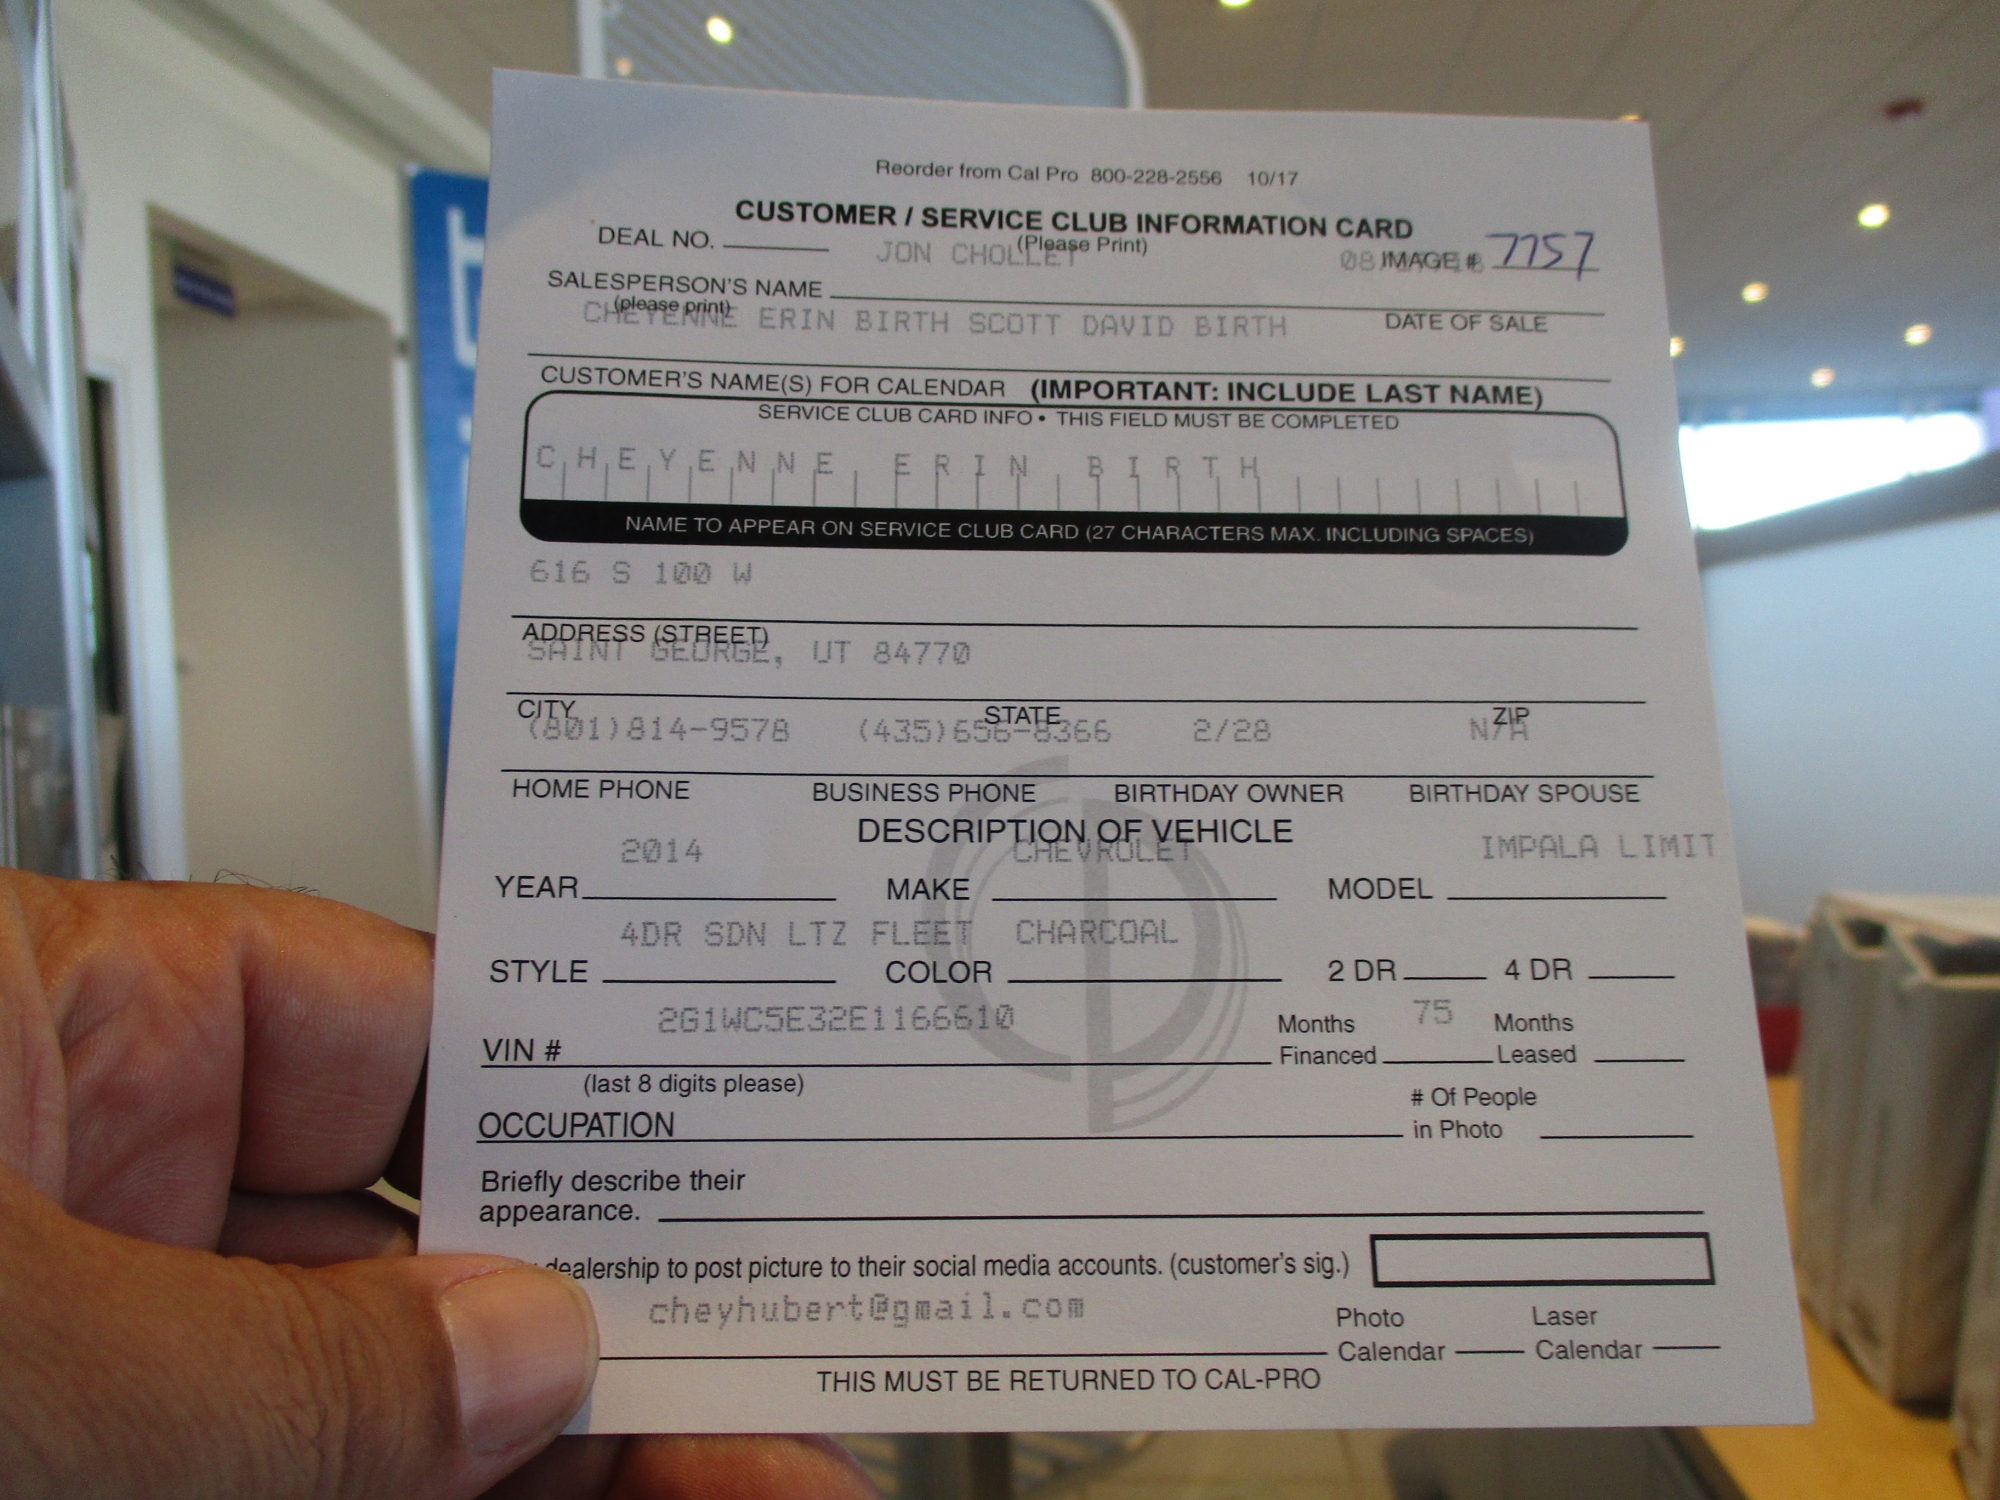 Reorder from Cal Pro 800-228-2556 10/17
CUSTOMER / SERVICE CLUB INFORMATION CARD
DEAL NO. JON CHOLLET (Please Print) IMAGE # 7757
SALESPERSON'S NAME
(please print)
CHEYENNE ERIN BIRTH SCOTT DAVID BIRTH DATE OF SALE
CUSTOMER'S NAME(S) FOR CALENDAR (IMPORTANT: INCLUDE LAST NAME)
SERVICE CLUB CARD INFO • THIS FIELD MUST BE COMPLETED
CHEYENNE ERIN BIRTH
NAME TO APPEAR ON SERVICE CLUB CARD (27 CHARACTERS MAX. INCLUDING SPACES)
616 S 100 W
ADDRESS (STREET)
SAINT GEORGE, UT 84770
CITY STATE ZIP
(801)814-9578 (435)656-8366 2/28 N/A
HOME PHONE BUSINESS PHONE BIRTHDAY OWNER BIRTHDAY SPOUSE
DESCRIPTION OF VEHICLE
2014 CHEVROLET IMPALA LIMIT
YEAR MAKE MODEL
4DR SDN LTZ FLEET CHARCOAL
STYLE COLOR 2 DR 4 DR
2G1WC5E32E1166610 Months 75 Months
VIN # Financed Leased
(last 8 digits please)
# Of People
OCCUPATION in Photo
Briefly describe their
appearance.
dealership to post picture to their social media accounts. (customer's sig.)
cheyhubert@gmail.com Photo Laser
Calendar Calendar
THIS MUST BE RETURNED TO CAL-PRO